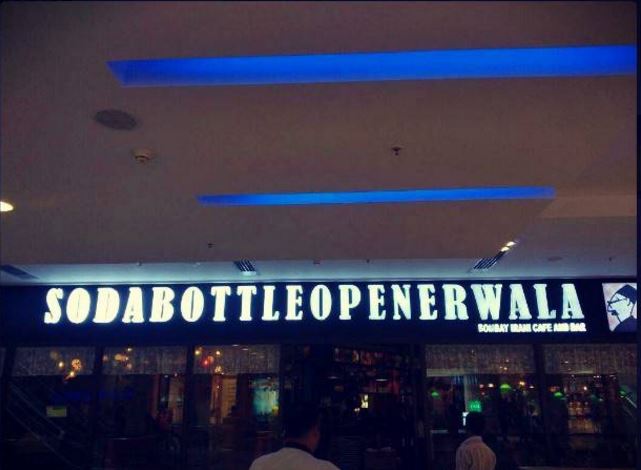 SODABOTTLEOPENERWALA
BOMBAY IRANI CAFE AND BAR